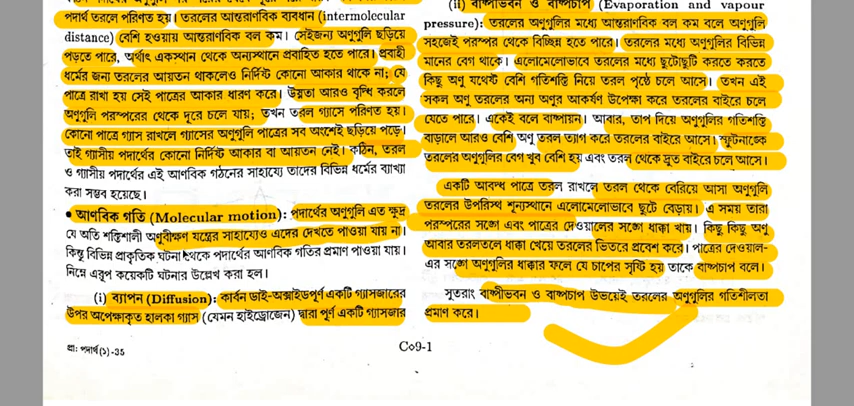 পদার্থ তরলে পরিণত হয়। তরলের আন্তরাণবিক ব্যবধান (intermolecular
distance) বেশি হওয়ায় আন্তরাণবিক বল কম। সেইজন্য অণুগুলি ছড়িয়ে
পড়তে পারে, অর্থাৎ একস্থান থেকে অন্যস্থানে প্রবাহিত হতে পারে। প্রবাহী
ধর্মের জন্য তরলের আয়তন থাকলেও নির্দিষ্ট কোনো আকার থাকে না; যে
পাত্রে রাখা হয় সেই পাত্রের আকার ধারণ করে। উষ্ণতা আরও বৃদ্ধি করলে
অণুগুলি পরস্পরের থেকে দূরে চলে যায়; তখন তরল গ্যাসে পরিণত হয়।
কোনো পাত্রে গ্যাস রাখলে গ্যাসের অণুগুলি পাত্রের সব অংশেই ছড়িয়ে পড়ে।
তাই গ্যাসীয় পদার্থের কোনো নির্দিষ্ট আকার বা আয়তন নেই। কঠিন, তরল
ও গ্যাসীয় পদার্থের এই আণবিক গঠনের সাহায্যে তাদের বিভিন্ন ধর্মের ব্যাখ্যা
করা সম্ভব হয়েছে।
• আণবিক গতি (Molecular motion): পদার্থের অণুগুলি এত ক্ষুদ্র
যে অতি শক্তিশালী অণুবীক্ষণ যন্ত্রের সাহায্যেও এদের দেখতে পাওয়া যায় না।
কিন্তু বিভিন্ন প্রাকৃতিক ঘটনা থেকে পদার্থের আণবিক গতির প্রমাণ পাওয়া যায়।
নিম্নে এরূপ কয়েকটি ঘটনার উল্লেখ করা হল।
(i) ব্যাপন (Diffusion): কার্বন ডাই-অক্সাইডপূর্ণ একটি গ্যাসজারের
উপর অপেক্ষাকৃত হালকা গ্যাস (যেমন হাইড্রোজেন) দ্বারা পূর্ণ একটি গ্যাসজার
প্রাঃ পদার্থ (১)-35
(ii) বাষ্পীভবন ও বাষ্পচাপ (Evaporation and vapour
pressure): তরলের অণুগুলির মধ্যে আন্তরাণবিক বল কম বলে অণুগুলি
সহজেই পরস্পর থেকে বিচ্ছিন্ন হতে পারে। তরলের মধ্যে অণুগুলির বিভিন্ন
মানের বেগ থাকে। এলোমেলোভাবে তরলের মধ্যে ছুটোছুটি করতে করতে
কিছু অণু যথেষ্ট বেশি গতিশক্তি নিয়ে তরল পৃষ্ঠে চলে আসে। তখন এই
সকল অণু তরলের অন্য অণুর আকর্ষণ উপেক্ষা করে তরলের বাইরে চলে
যেতে পারে। একেই বলে বাষ্পায়ন। আবার, তাপ দিয়ে অণুগুলির গতিশক্তি
বাড়ালে আরও বেশি অণু তরল ত্যাগ করে তরলের বাইরে আসে। স্ফুটনাঙ্কে
তরলের অণুগুলির বেগ খুব বেশি হয় এবং তরল থেকে দ্রুত বাইরে চলে আসে।
একটি আবদ্ধ পাত্রে তরল রাখলে তরল থেকে বেরিয়ে আসা অণুগুলি
তরলের উপরিস্থ শূন্যস্থানে এলোমেলোভাবে ছুটে বেড়ায়। এ সময় তারা
পরস্পরের সঙ্গে এবং পাত্রের দেওয়ালের সঙ্গে ধাক্কা খায়। কিছু কিছু অণু
আবার তরলতলে ধাক্কা খেয়ে তরলের ভিতরে প্রবেশ করে। পাত্রের দেওয়াল-
এর সঙ্গে অণুগুলির ধাক্কার ফলে যে চাপের সৃষ্টি হয় তাকে বাষ্পচাপ বলে।
সুতরাং বাষ্পীভবন ও বাষ্পচাপ উভয়েই তরলের অণুগুলির গতিশীলতা
প্রমাণ করে।
C০9-1